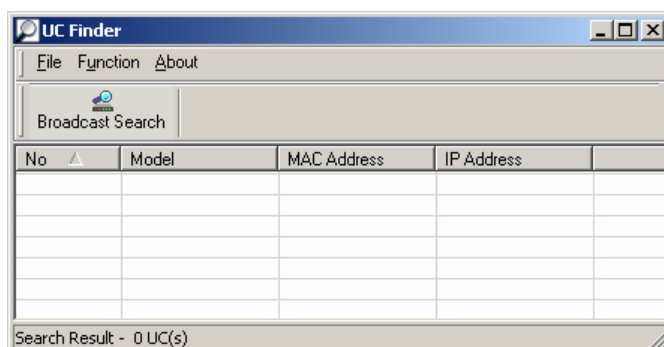 UC Finder
File Function About
Broadcast Search
No Model MAC Address IP Address
Search Result - 0 UC(s)